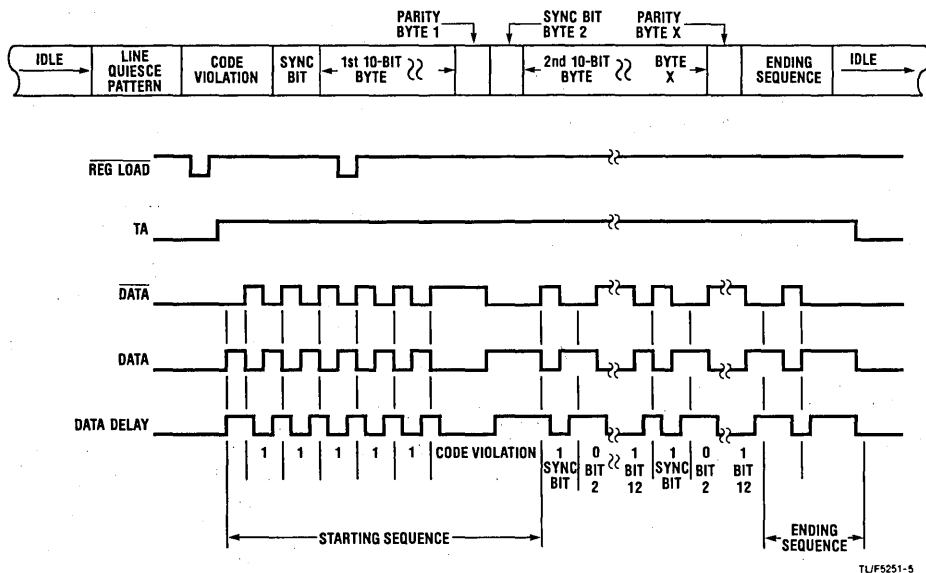 PARITY BYTE 1
SYNC BIT BYTE 2
PARITY BYTE X
IDLE
LINE QUIESCE PATTERN
CODE VIOLATION
SYNC BIT
1st 10-BIT BYTE
2nd 10-BIT BYTE
BYTE X
ENDING SEQUENCE
IDLE
REG LOAD
TA
DATA
DATA
DATA DELAY
1 1 1 1 1 CODE VIOLATION 1 SYNC BIT 0 BIT 2 1 BIT 12 1 SYNC BIT 0 BIT 2 1 BIT 12
STARTING SEQUENCE
ENDING SEQUENCE
TL/F5251-5